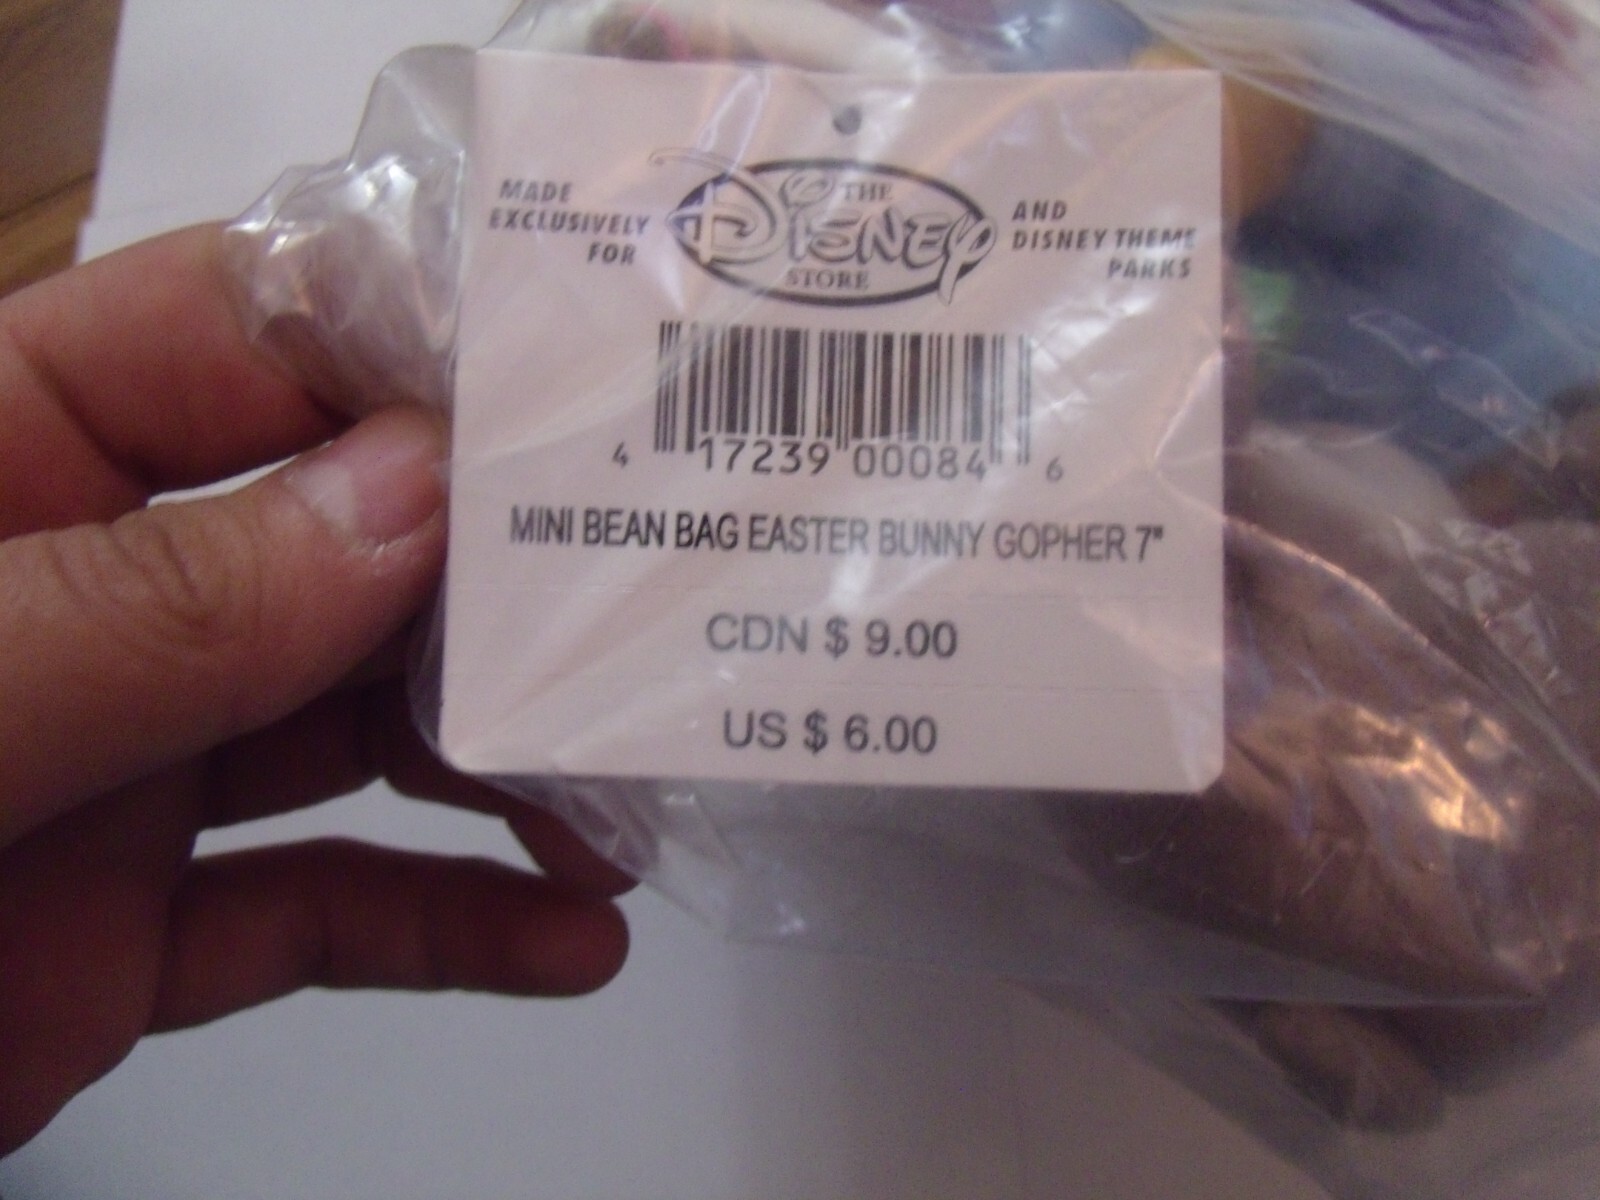 MADE
EXCLUSIVELY
FOR
THE
DISNEY
STORE
AND
DISNEY THEME
PARKS
4 17239 00084 6
MINI BEAN BAG EASTER BUNNY GOPHER 7"
CDN $ 9.00
US $ 6.00